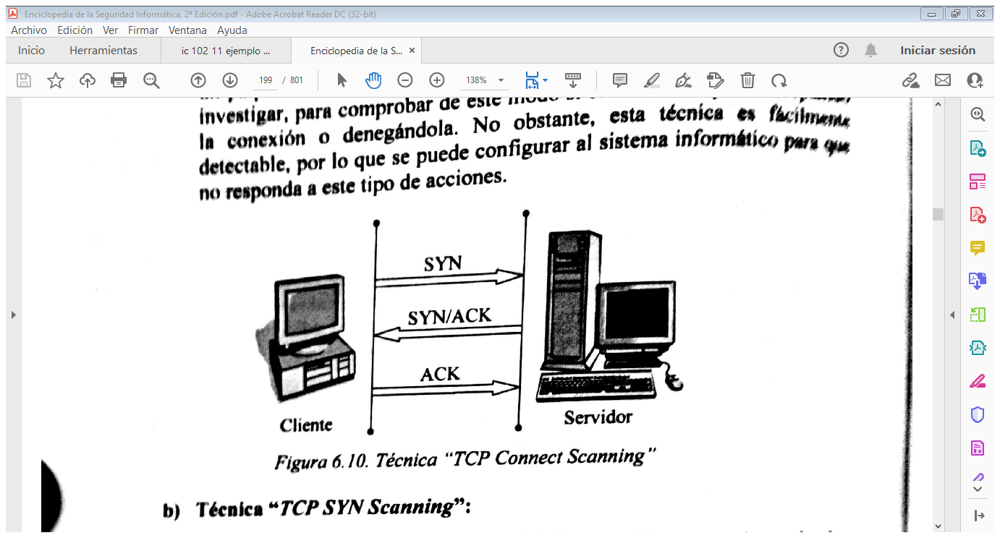 Enciclopedia de la Seguridad Informática. 2ª Edición.pdf - Adobe Acrobat Reader DC (32-bit)
Archivo Edición Ver Firmar Ventana Ayuda
Inicio Herramientas ic 102 11 ejemplo ... Enciclopedia de la S... × Iniciar sesión
199 / 801 138%
investigar, para comprobar de este modo
la conexión o denegándola. No obstante, esta técnica es fácilmente
detectable, por lo que se puede configurar al sistema informático para que
no responda a este tipo de acciones.
SYN
SYN/ACK
ACK
Cliente
Servidor
Figura 6.10. Técnica “TCP Connect Scanning”
b) Técnica “TCP SYN Scanning”: